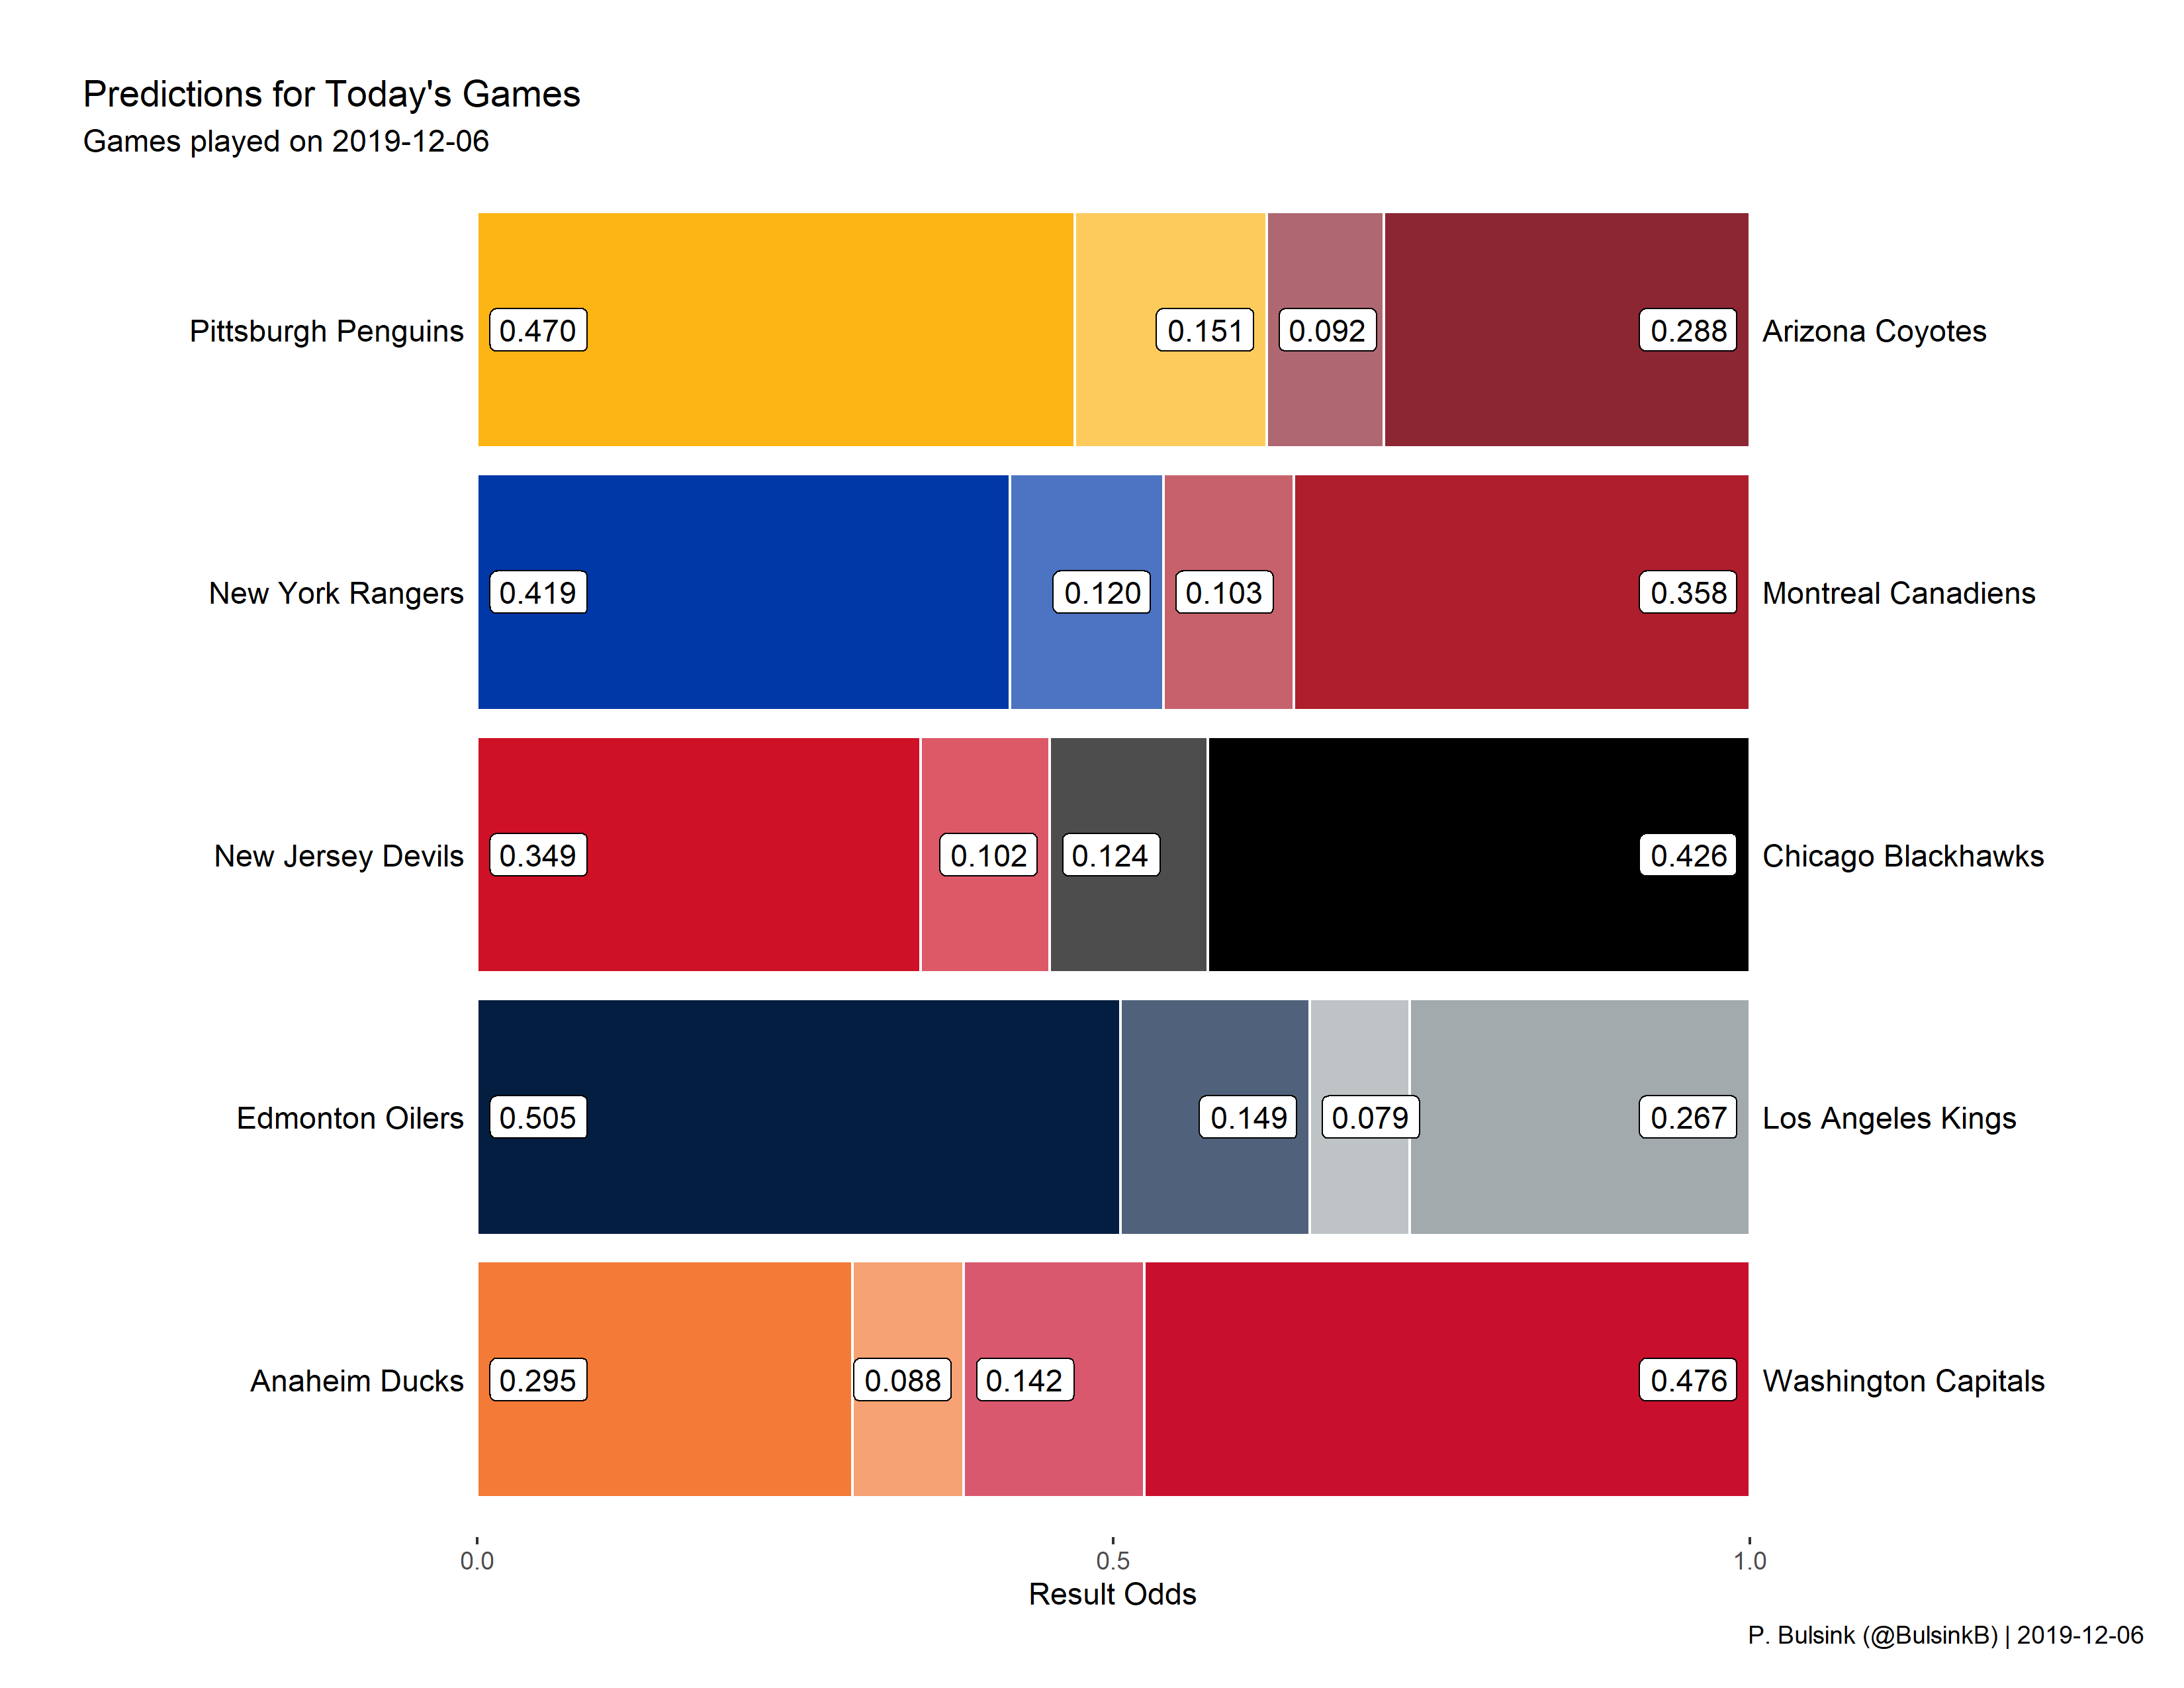 Predictions for Today's Games
Games played on 2019-12-06
Pittsburgh Penguins 0.470 0.151 0.092 0.288 Arizona Coyotes
New York Rangers 0.419 0.120 0.103 0.358 Montreal Canadiens
New Jersey Devils 0.349 0.102 0.124 0.426 Chicago Blackhawks
Edmonton Oilers 0.505 0.149 0.079 0.267 Los Angeles Kings
Anaheim Ducks 0.295 0.088 0.142 0.476 Washington Capitals
0.0 0.5 1.0
Result Odds
P. Bulsink (@BulsinkB) | 2019-12-06